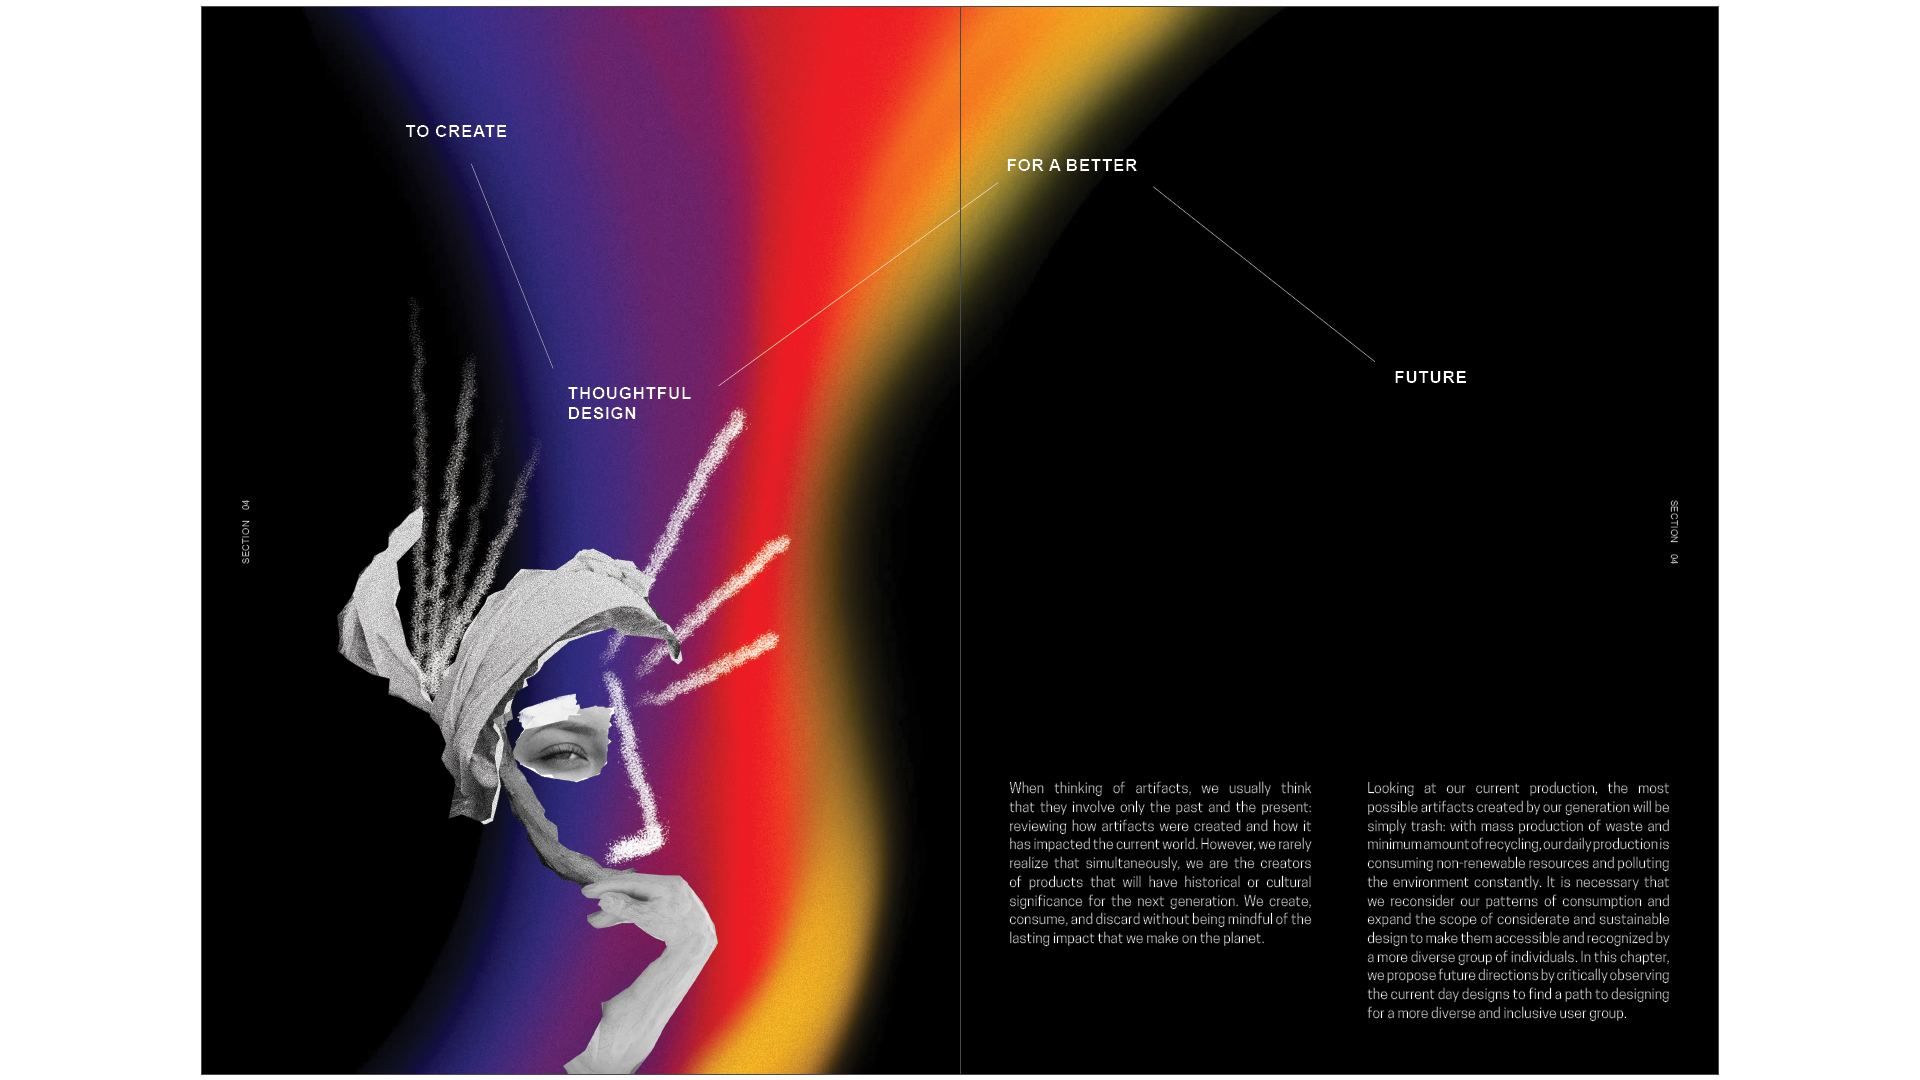 TO CREATE
THOUGHTFUL
DESIGN
FOR A BETTER
FUTURE
SECTION 04
When thinking of artifacts, we usually think
that they involve only the past and the present:
reviewing how artifacts were created and how it
has impacted the current world. However, we rarely
realize that simultaneously, we are the creators
of products that will have historical or cultural
significance for the next generation. We create,
consume, and discard without being mindful of the
lasting impact that we make on the planet.
Looking at our current production, the most
possible artifacts created by our generation will be
simply trash: with mass production of waste and
minimum amount of recycling, our daily production is
consuming non-renewable resources and polluting
the environment constantly. It is necessary that
we reconsider our patterns of consumption and
expand the scope of considerate and sustainable
design to make them accessible and recognized by
a more diverse group of individuals. In this chapter,
we propose future directions by critically observing
the current day designs to find a path to designing
for a more diverse and inclusive user group.
SECTION 04